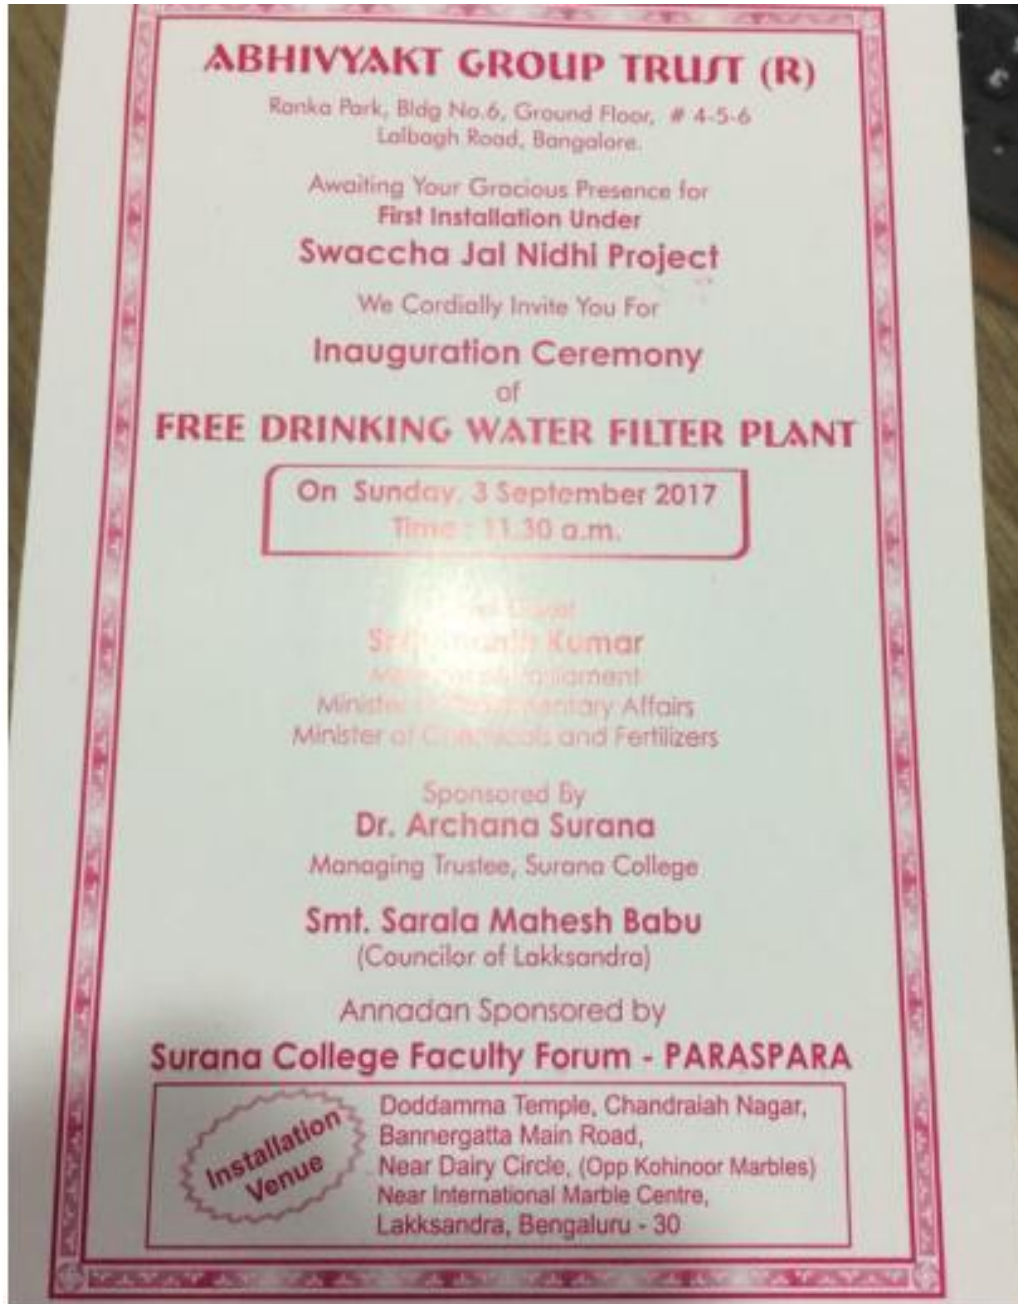 ABHIVYAKT GROUP TRUST (R)
Ranka Park, Bldg No.6, Ground Floor, # 4-5-6
Lalbagh Road, Bangalore.
Awaiting Your Gracious Presence for
First Installation Under
Swaccha Jal Nidhi Project
We Cordially Invite You For
Inauguration Ceremony
of
FREE DRINKING WATER FILTER PLANT
On Sunday, 3 September 2017
Time : 11.30 a.m.
Kumar
Minister of Parliamentary Affairs
Minister of Chemicals and Fertilizers
Sponsored By
Dr. Archana Surana
Managing Trustee, Surana College
Smt. Sarala Mahesh Babu
(Councilor of Lakksandra)
Annadan Sponsored by
Surana College Faculty Forum - PARASPARA
Installation
Venue
Doddamma Temple, Chandraiah Nagar,
Bannergatta Main Road,
Near Dairy Circle, (Opp Kohinoor Marbles)
Near International Marble Centre,
Lakksandra, Bengaluru - 30